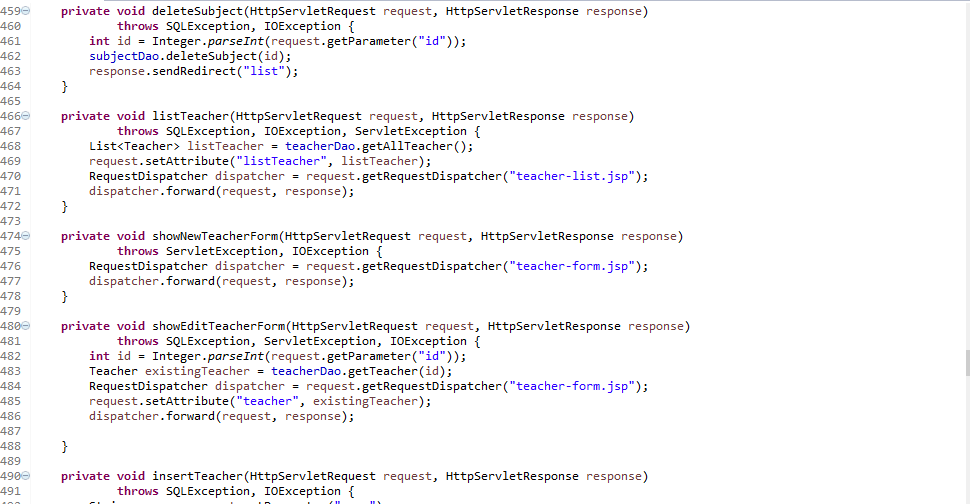 459 private void deleteSubject(HttpServletRequest request, HttpServletResponse response)
460 throws SQLException, IOException {
461 int id = Integer.parseInt(request.getParameter("id"));
462 subjectDao.deleteSubject(id);
463 response.sendRedirect("list");
464 }
465
466 private void listTeacher(HttpServletRequest request, HttpServletResponse response)
467 throws SQLException, IOException, ServletException {
468 List<Teacher> listTeacher = teacherDao.getAllTeacher();
469 request.setAttribute("listTeacher", listTeacher);
470 RequestDispatcher dispatcher = request.getRequestDispatcher("teacher-list.jsp");
471 dispatcher.forward(request, response);
472 }
473
474 private void showNewTeacherForm(HttpServletRequest request, HttpServletResponse response)
475 throws ServletException, IOException {
476 RequestDispatcher dispatcher = request.getRequestDispatcher("teacher-form.jsp");
477 dispatcher.forward(request, response);
478 }
479
480 private void showEditTeacherForm(HttpServletRequest request, HttpServletResponse response)
481 throws SQLException, ServletException, IOException {
482 int id = Integer.parseInt(request.getParameter("id"));
483 Teacher existingTeacher = teacherDao.getTeacher(id);
484 RequestDispatcher dispatcher = request.getRequestDispatcher("teacher-form.jsp");
485 request.setAttribute("teacher", existingTeacher);
486 dispatcher.forward(request, response);
487
488 }
489
490 private void insertTeacher(HttpServletRequest request, HttpServletResponse response)
491 throws SQLException, IOException {